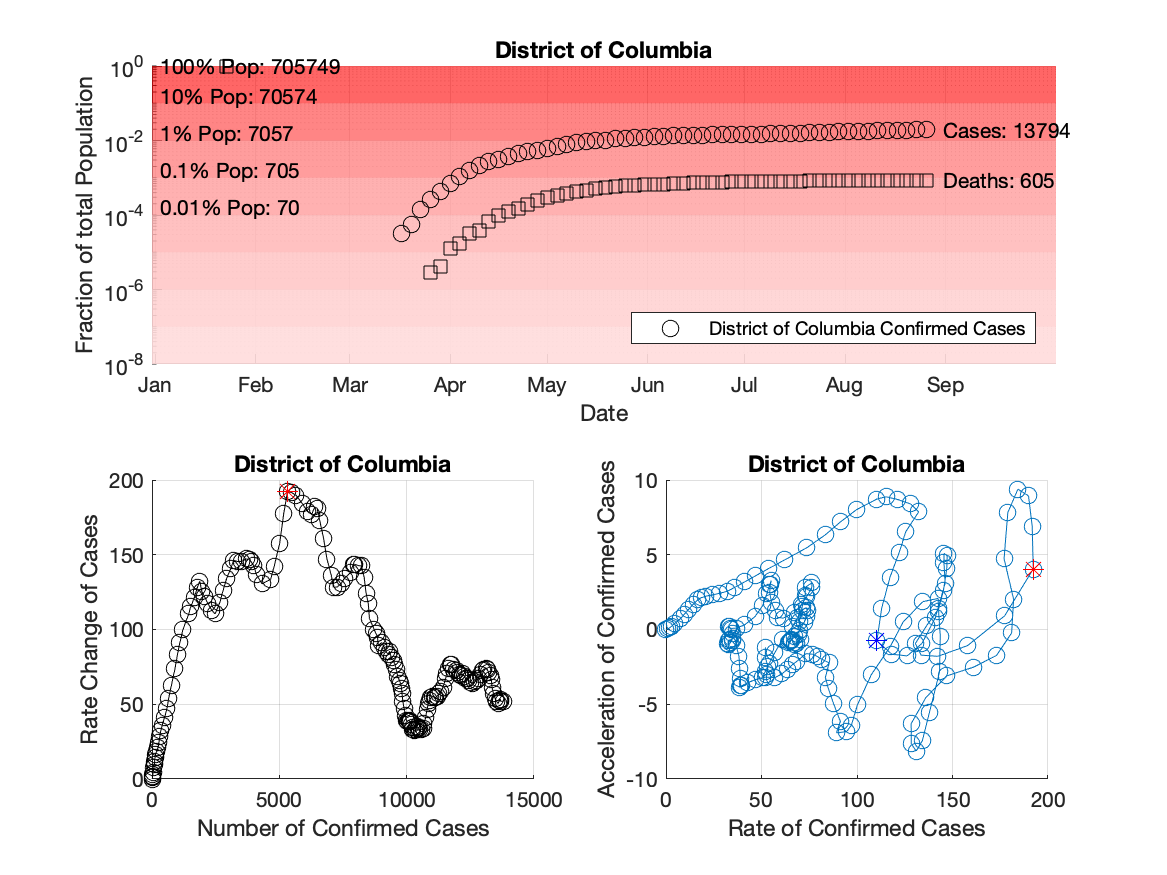 District of Columbia
Fraction of total Population
10^0
10^-2
10^-4
10^-6
10^-8
100% Pop: 705749
10% Pop: 70574
1% Pop: 7057
0.1% Pop: 705
0.01% Pop: 70
Cases: 13794
Deaths: 605
District of Columbia Confirmed Cases
Jan Feb Mar Apr May Jun Jul Aug Sep
Date
District of Columbia
Rate Change of Cases
200
150
100
50
0
0 5000 10000 15000
Number of Confirmed Cases
District of Columbia
Acceleration of Confirmed Cases
10
5
0
-5
-10
0 50 100 150 200
Rate of Confirmed Cases